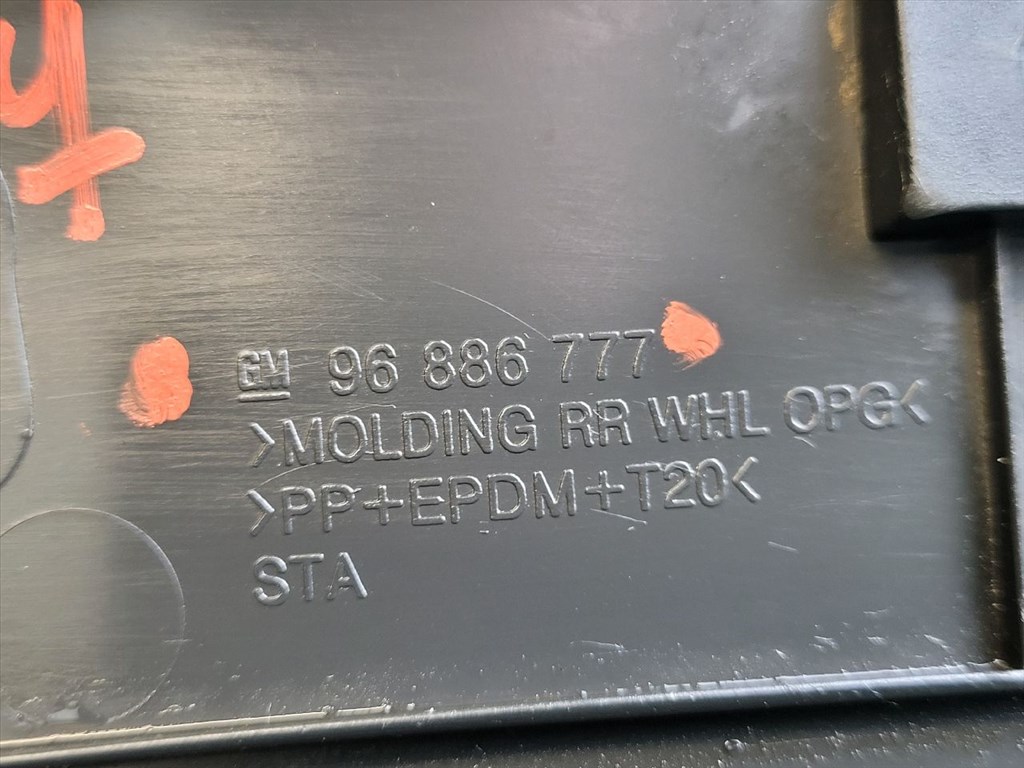 GM 96 886 777
>MOLDING RR WHL OPG<
>PP+EPDM+T20<
STA